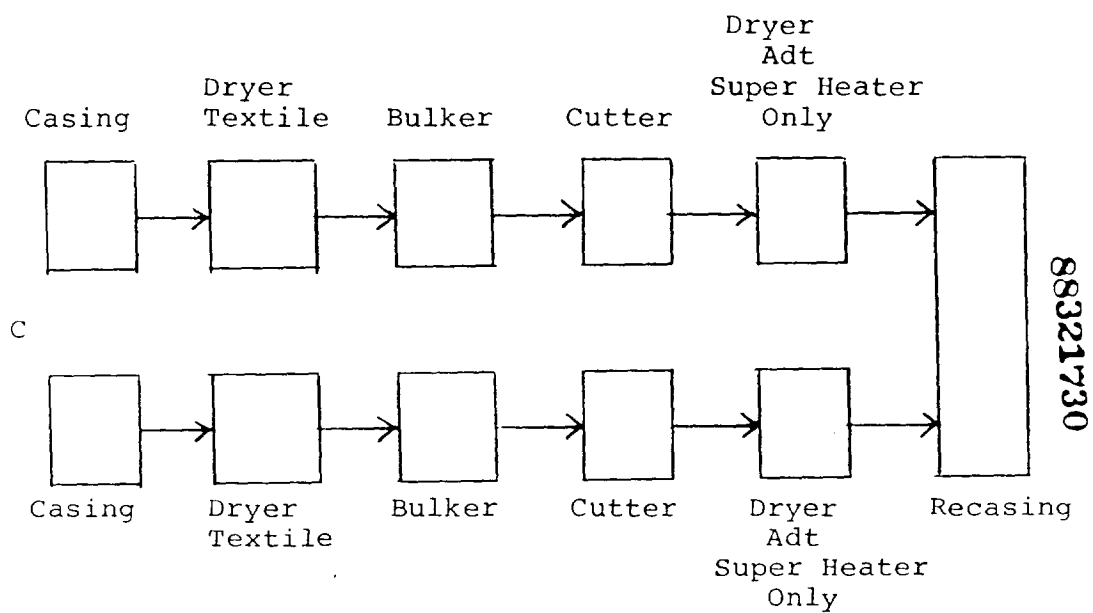 Dryer
Adt
Super Heater
Only
Casing
Dryer
Textile
Bulker
Cutter
C
88321730
Casing
Dryer
Textile
Bulker
Cutter
Dryer
Adt
Super Heater
Only
Recasing